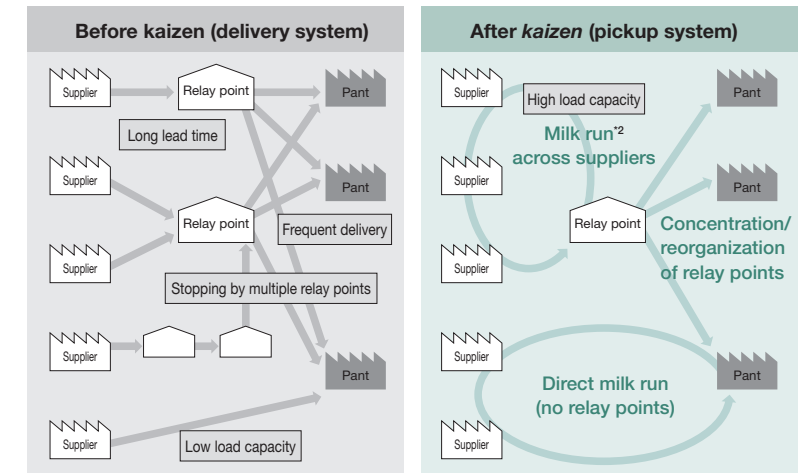 Before kaizen (delivery system)
Supplier
Relay point
Pant
Long lead time
Supplier
Pant
Relay point
Frequent delivery
Supplier
Stopping by multiple relay points
Supplier
Pant
Supplier
Low load capacity
After kaizen (pickup system)
Supplier
High load capacity
Pant
Milk run*2
across suppliers
Supplier
Pant
Relay point
Concentration/
reorganization
of relay points
Supplier
Supplier
Pant
Direct milk run
(no relay points)
Supplier